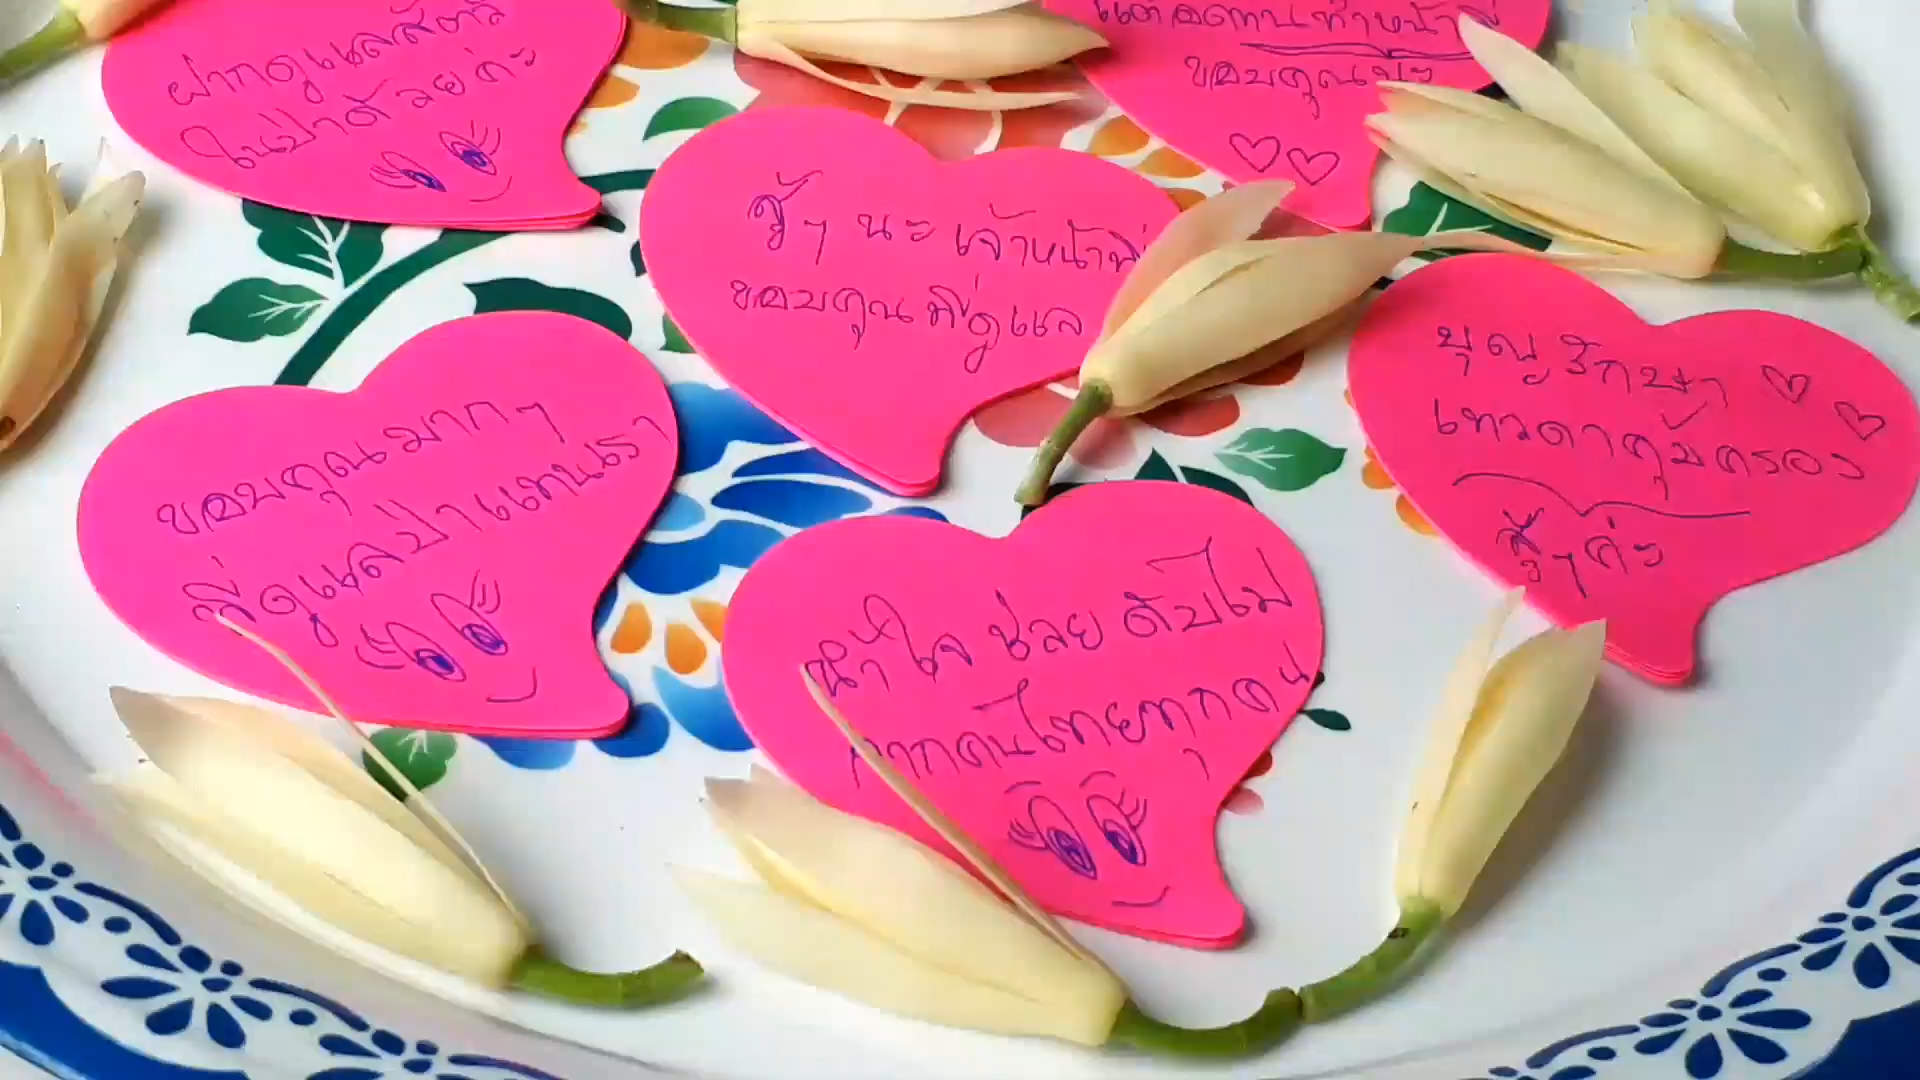 ฝากดูแลสัตว์
ในป่าด้วยค่ะ
ขอบคุณนะ
สู้ๆ นะ เจ้าหน้าที่
ขอบคุณที่ดูแล
บุญรักษา
เทวดาคุ้มครอง
สู้ๆค่ะ
ขอบคุณมากๆ
ที่ดูแลป่าแทนเรา
น้ำใจ ช่วย ดับไฟ
จากคนไทยทุกคน